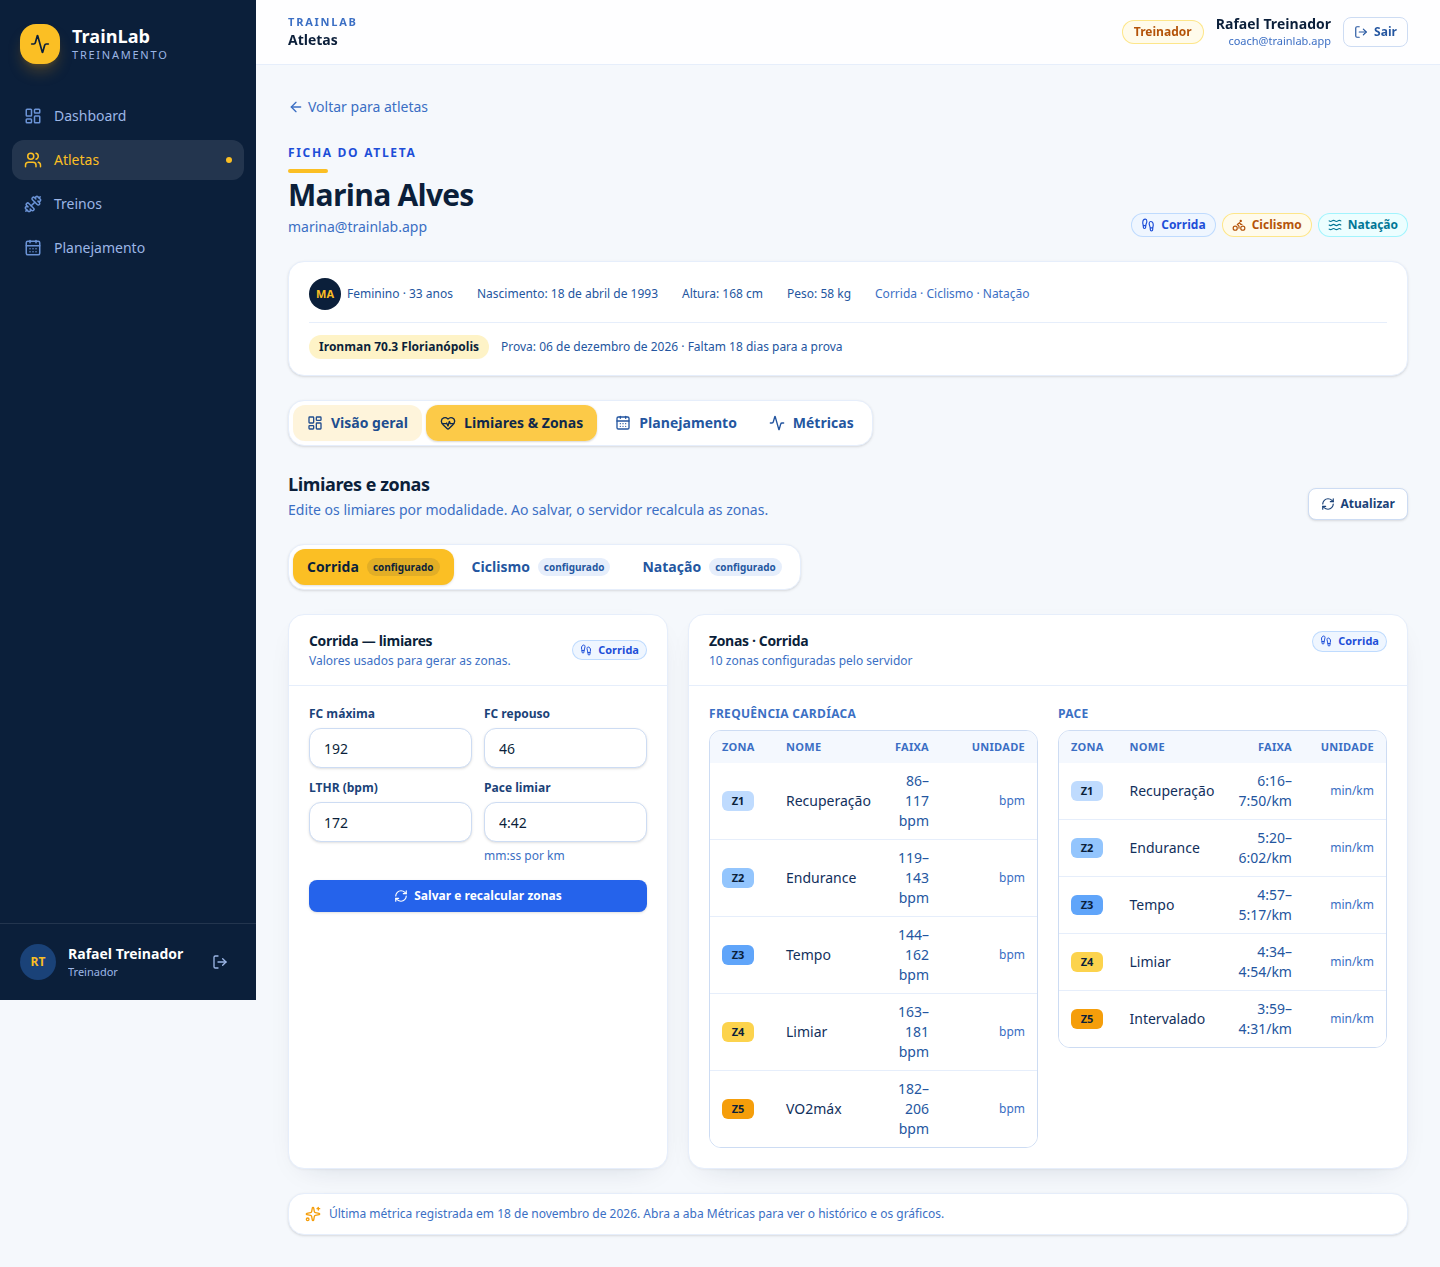 TrainLab
TREINAMENTO
Dashboard
Atletas
Treinos
Planejamento
RT
Rafael Treinador
Treinador
TRAINLAB
Atletas
Treinador
Rafael Treinador
coach@trainlab.app
Sair
Voltar para atletas
FICHA DO ATLETA
Marina Alves
marina@trainlab.app
Corrida
Ciclismo
Natação
MA
Feminino · 33 anos
Nascimento: 18 de abril de 1993
Altura: 168 cm
Peso: 58 kg
Corrida · Ciclismo · Natação
Ironman 70.3 Florianópolis
Prova: 06 de dezembro de 2026 · Faltam 18 dias para a prova
Visão geral
Limiares & Zonas
Planejamento
Métricas
Limiares e zonas
Edite os limiares por modalidade. Ao salvar, o servidor recalcula as zonas.
Atualizar
Corrida configurado
Ciclismo configurado
Natação configurado
Corrida — limiares
Valores usados para gerar as zonas.
Corrida
FC máxima
192
FC repouso
46
LTHR (bpm)
172
Pace limiar
4:42
mm:ss por km
Salvar e recalcular zonas
Zonas · Corrida
10 zonas configuradas pelo servidor
Corrida
FREQUÊNCIA CARDÍACA
ZONA NOME FAIXA UNIDADE
Z1 Recuperação 86–
117
bpm
bpm
Z2 Endurance 119–
143
bpm
bpm
Z3 Tempo 144–
162
bpm
bpm
Z4 Limiar 163–
181
bpm
bpm
Z5 VO2máx 182–
206
bpm
bpm
PACE
ZONA NOME FAIXA UNIDADE
Z1 Recuperação 6:16–
7:50/km
min/km
Z2 Endurance 5:20–
6:02/km
min/km
Z3 Tempo 4:57–
5:17/km
min/km
Z4 Limiar 4:34–
4:54/km
min/km
Z5 Intervalado 3:59–
4:31/km
min/km
Última métrica registrada em 18 de novembro de 2026. Abra a aba Métricas para ver o histórico e os gráficos.